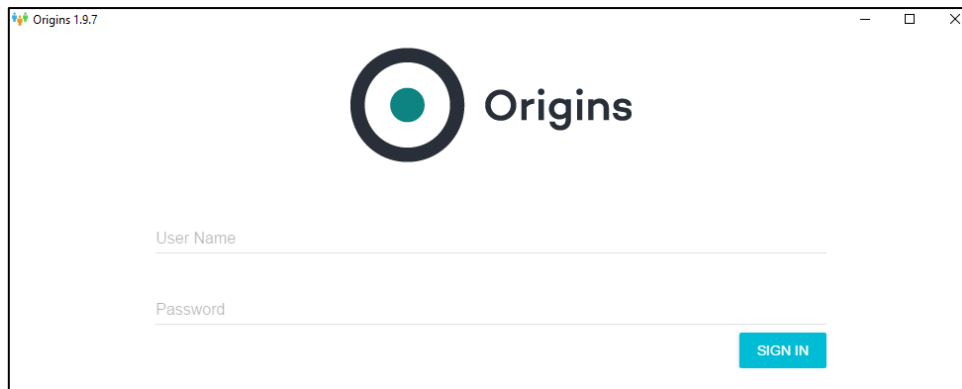 Origins 1.9.7
Origins
User Name
Password
SIGN IN